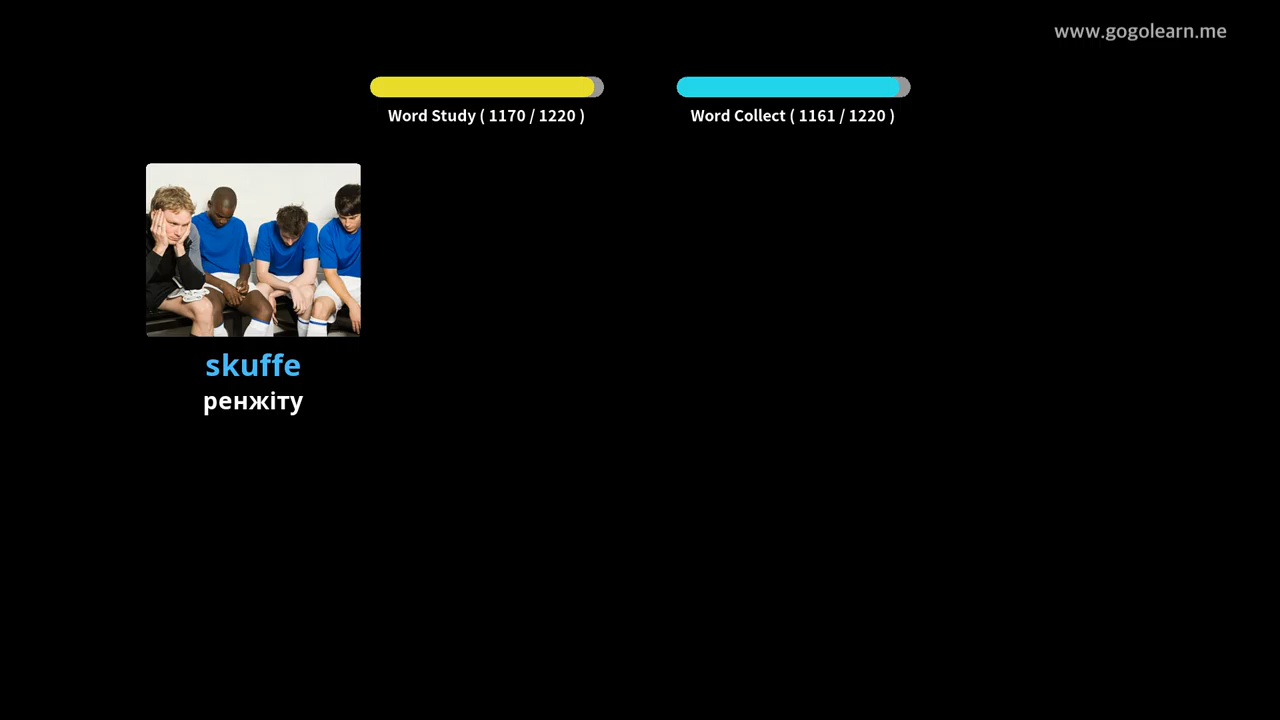 www.gogolearn.me
Word Study ( 1170 / 1220 )
Word Collect ( 1161 / 1220 )
skuffe
ренжіту